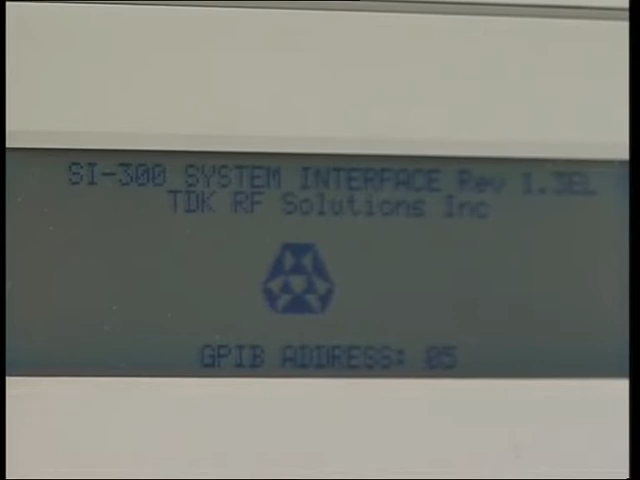 SI-300 SYSTEM INTERFACE Rev 1.3EL
TDK RF Solutions Inc
GPIB ADDRESS: 05